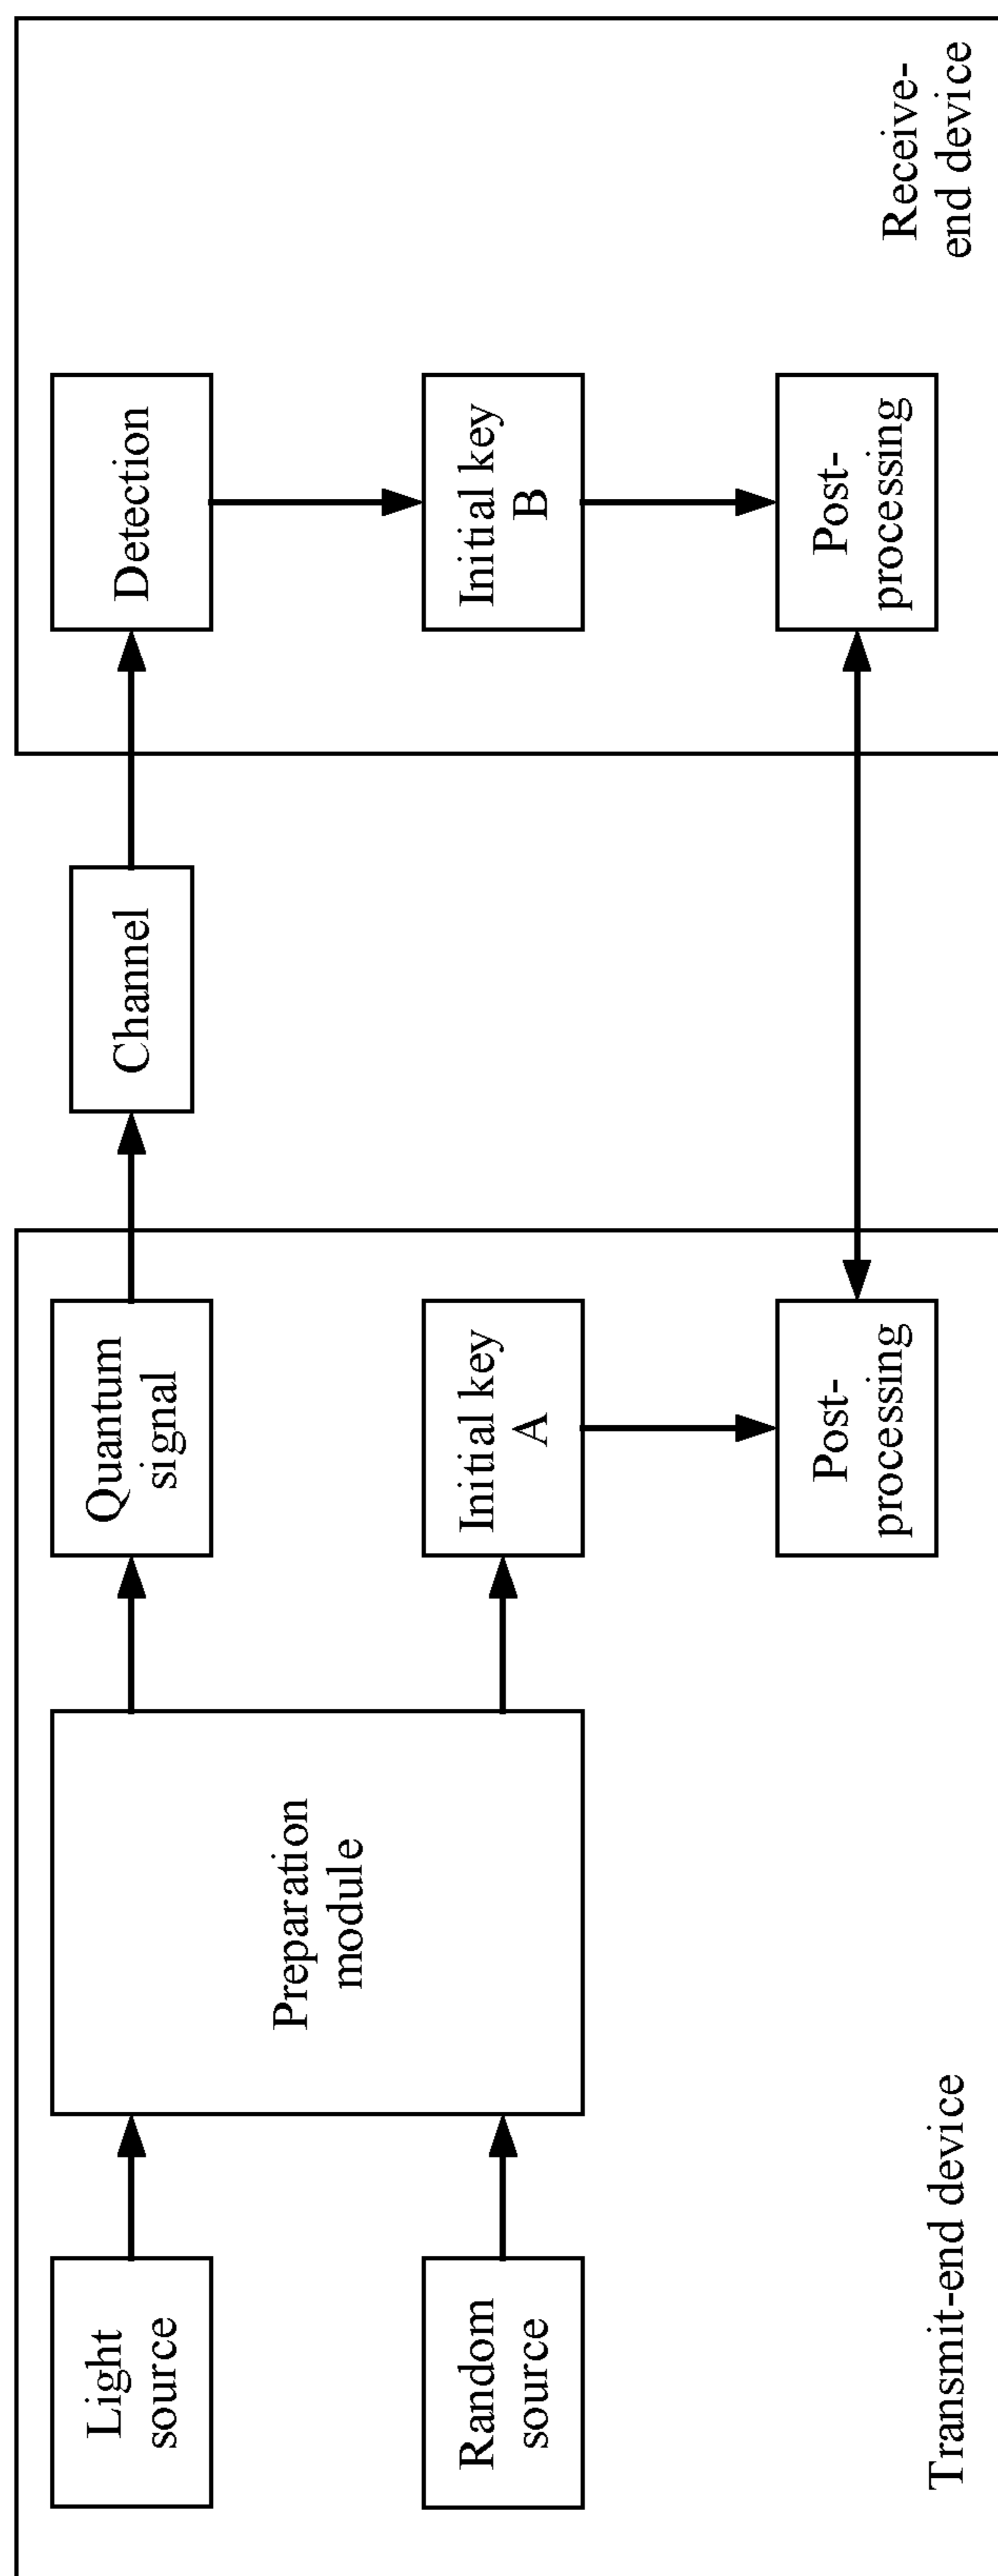 Light
source
Random
source
Preparation
module
Quantum
signal
Initial key
A
Post-
processing
Transmit-end device
Channel
Detection
Initial key
B
Post-
processing
Receive-
end device